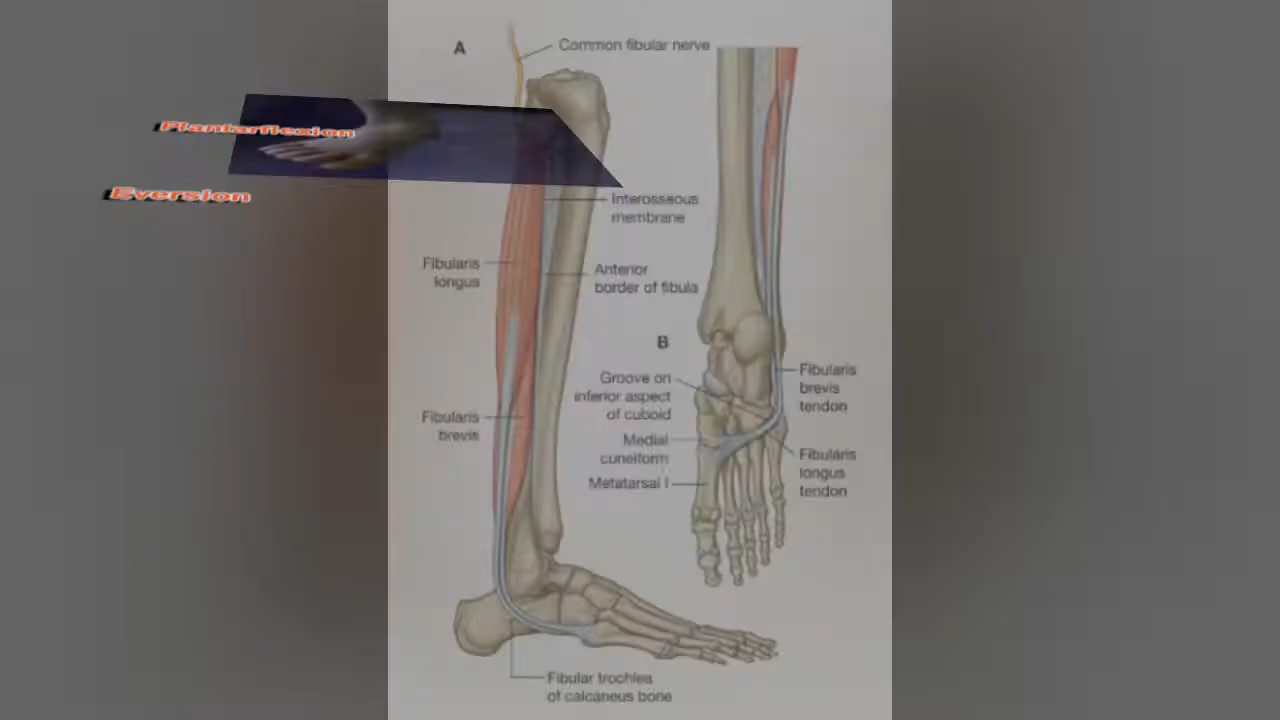 A
Common fibular nerve
Plantarflexion
Eversion
Interosseous
membrane
Fibularis
longus
Anterior
border of fibula
B
Groove on
inferior aspect
of cuboid
Fibularis
brevis
tendon
Fibularis
brevis
Medial
cuneiform
Fibularis
longus
tendon
Metatarsal I
Fibular trochlea
of calcaneus bone